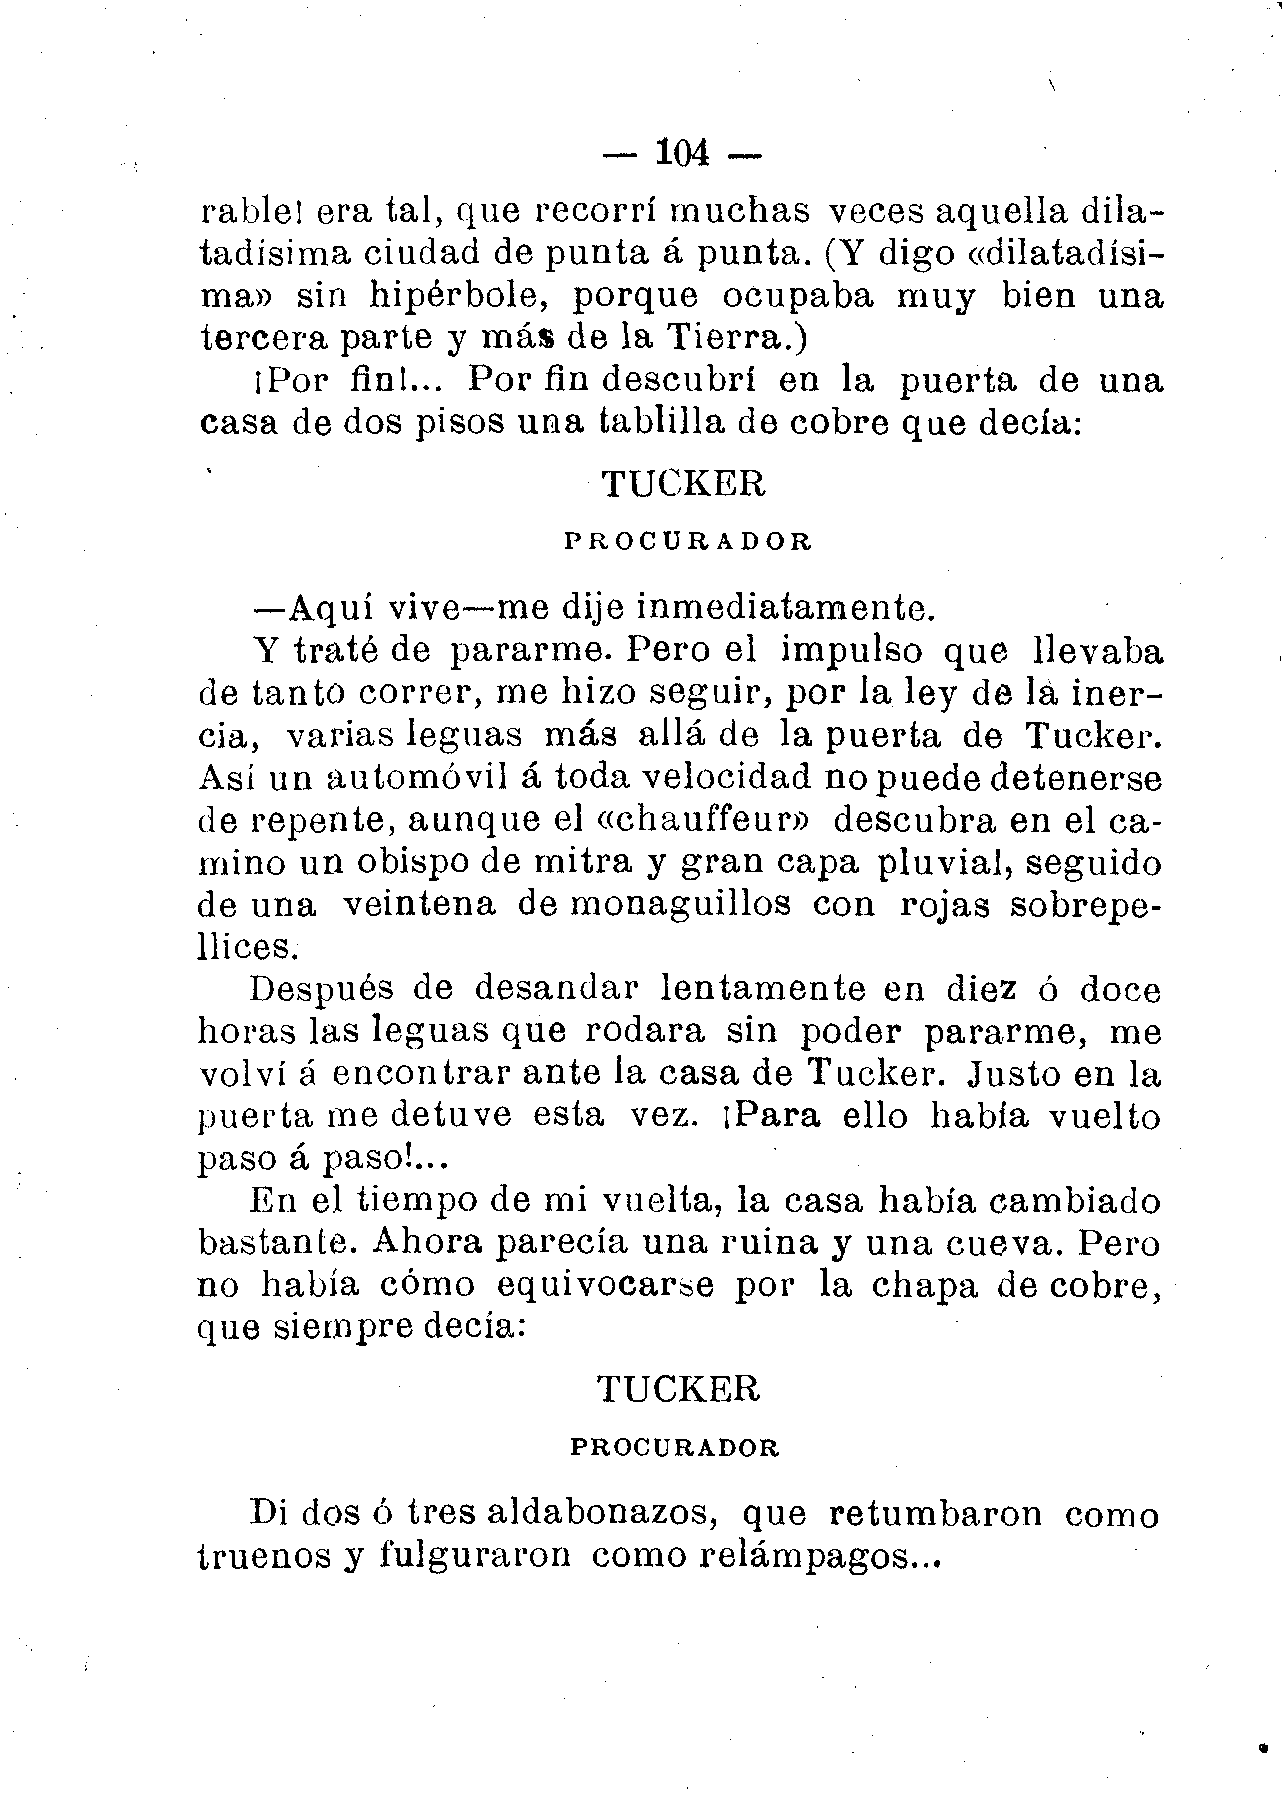 — 104 —
rable! era tal, que recorrí muchas veces aquella dila-
tadísima ciudad de punta á punta. (Y digo «dilatadísi-
ma» sin hipérbole, porque ocupaba muy bien una
tercera parte y más de la Tierra.)
¡Por fin!... Por fin descubrí en la puerta de una
casa de dos pisos una tablilla de cobre que decía:
TUCKER
PROCURADOR
—Aquí vive—me dije inmediatamente.
Y traté de pararme. Pero el impulso que llevaba
de tanto correr, me hizo seguir, por la ley de la iner-
cia, varias leguas más allá de la puerta de Tucker.
Así un automóvil á toda velocidad no puede detenerse
de repente, aunque el «chauffeur» descubra en el ca-
mino un obispo de mitra y gran capa pluvial, seguido
de una veintena de monaguillos con rojas sobrepe-
llices.
Después de desandar lentamente en diez ó doce
horas las leguas que rodara sin poder pararme, me
volví á encontrar ante la casa de Tucker. Justo en la
puerta me detuve esta vez. ¡Para ello había vuelto
paso á paso!...
En el tiempo de mi vuelta, la casa había cambiado
bastante. Ahora parecía una ruina y una cueva. Pero
no había cómo equivocarse por la chapa de cobre,
que siempre decía:
TUCKER
PROCURADOR
Di dos ó tres aldabonazos, que retumbaron como
truenos y fulguraron como relámpagos...